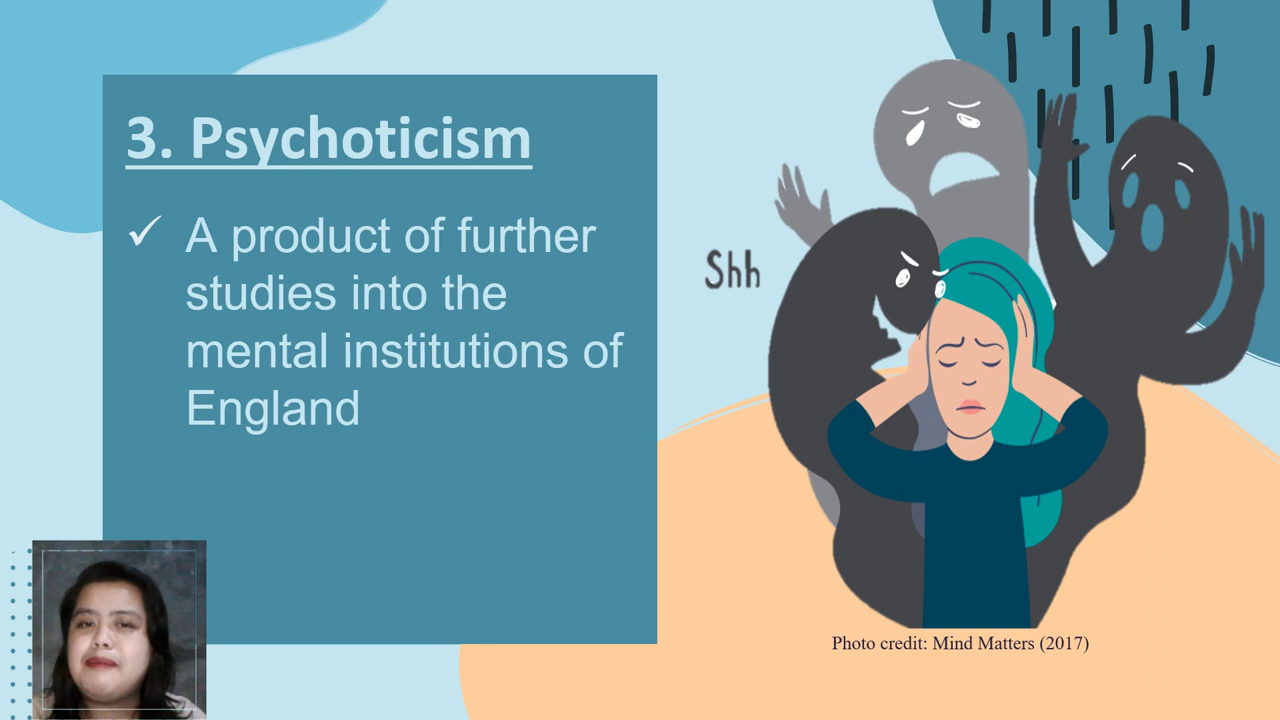 3. Psychoticism
✓ A product of further
studies into the
mental institutions of
England
Shh
Photo credit: Mind Matters (2017)